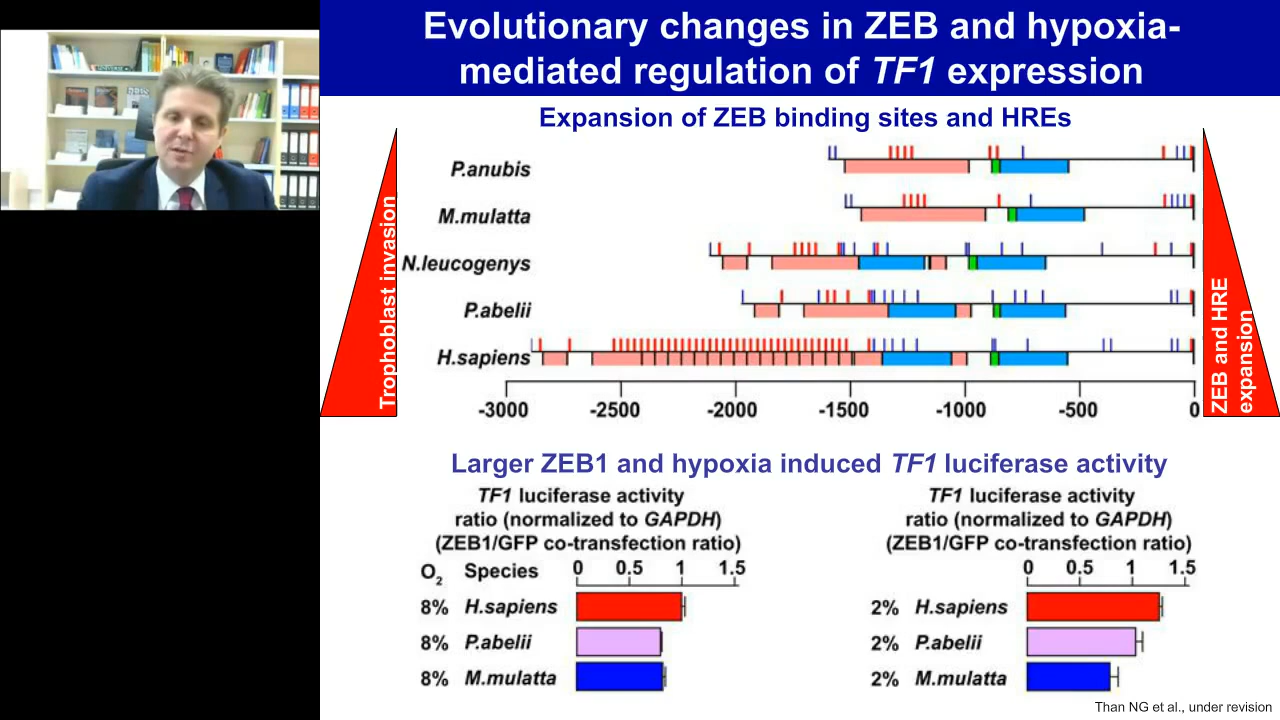 Evolutionary changes in ZEB and hypoxia-
mediated regulation of TF1 expression
Expansion of ZEB binding sites and HREs
Trophoblast invasion
P.anubis
M.mulatta
N.leucogenys
P.abelii
H.sapiens
-3000 -2500 -2000 -1500 -1000 -500 0
ZEB and HRE
expansion
Larger ZEB1 and hypoxia induced TF1 luciferase activity
TF1 luciferase activity
ratio (normalized to GAPDH)
(ZEB1/GFP co-transfection ratio)
O2 Species 0 0.5 1 1.5
8% H.sapiens
8% P.abelii
8% M.mulatta
TF1 luciferase activity
ratio (normalized to GAPDH)
(ZEB1/GFP co-transfection ratio)
0 0.5 1 1.5
2% H.sapiens
2% P.abelii
2% M.mulatta
Than NG et al., under revision